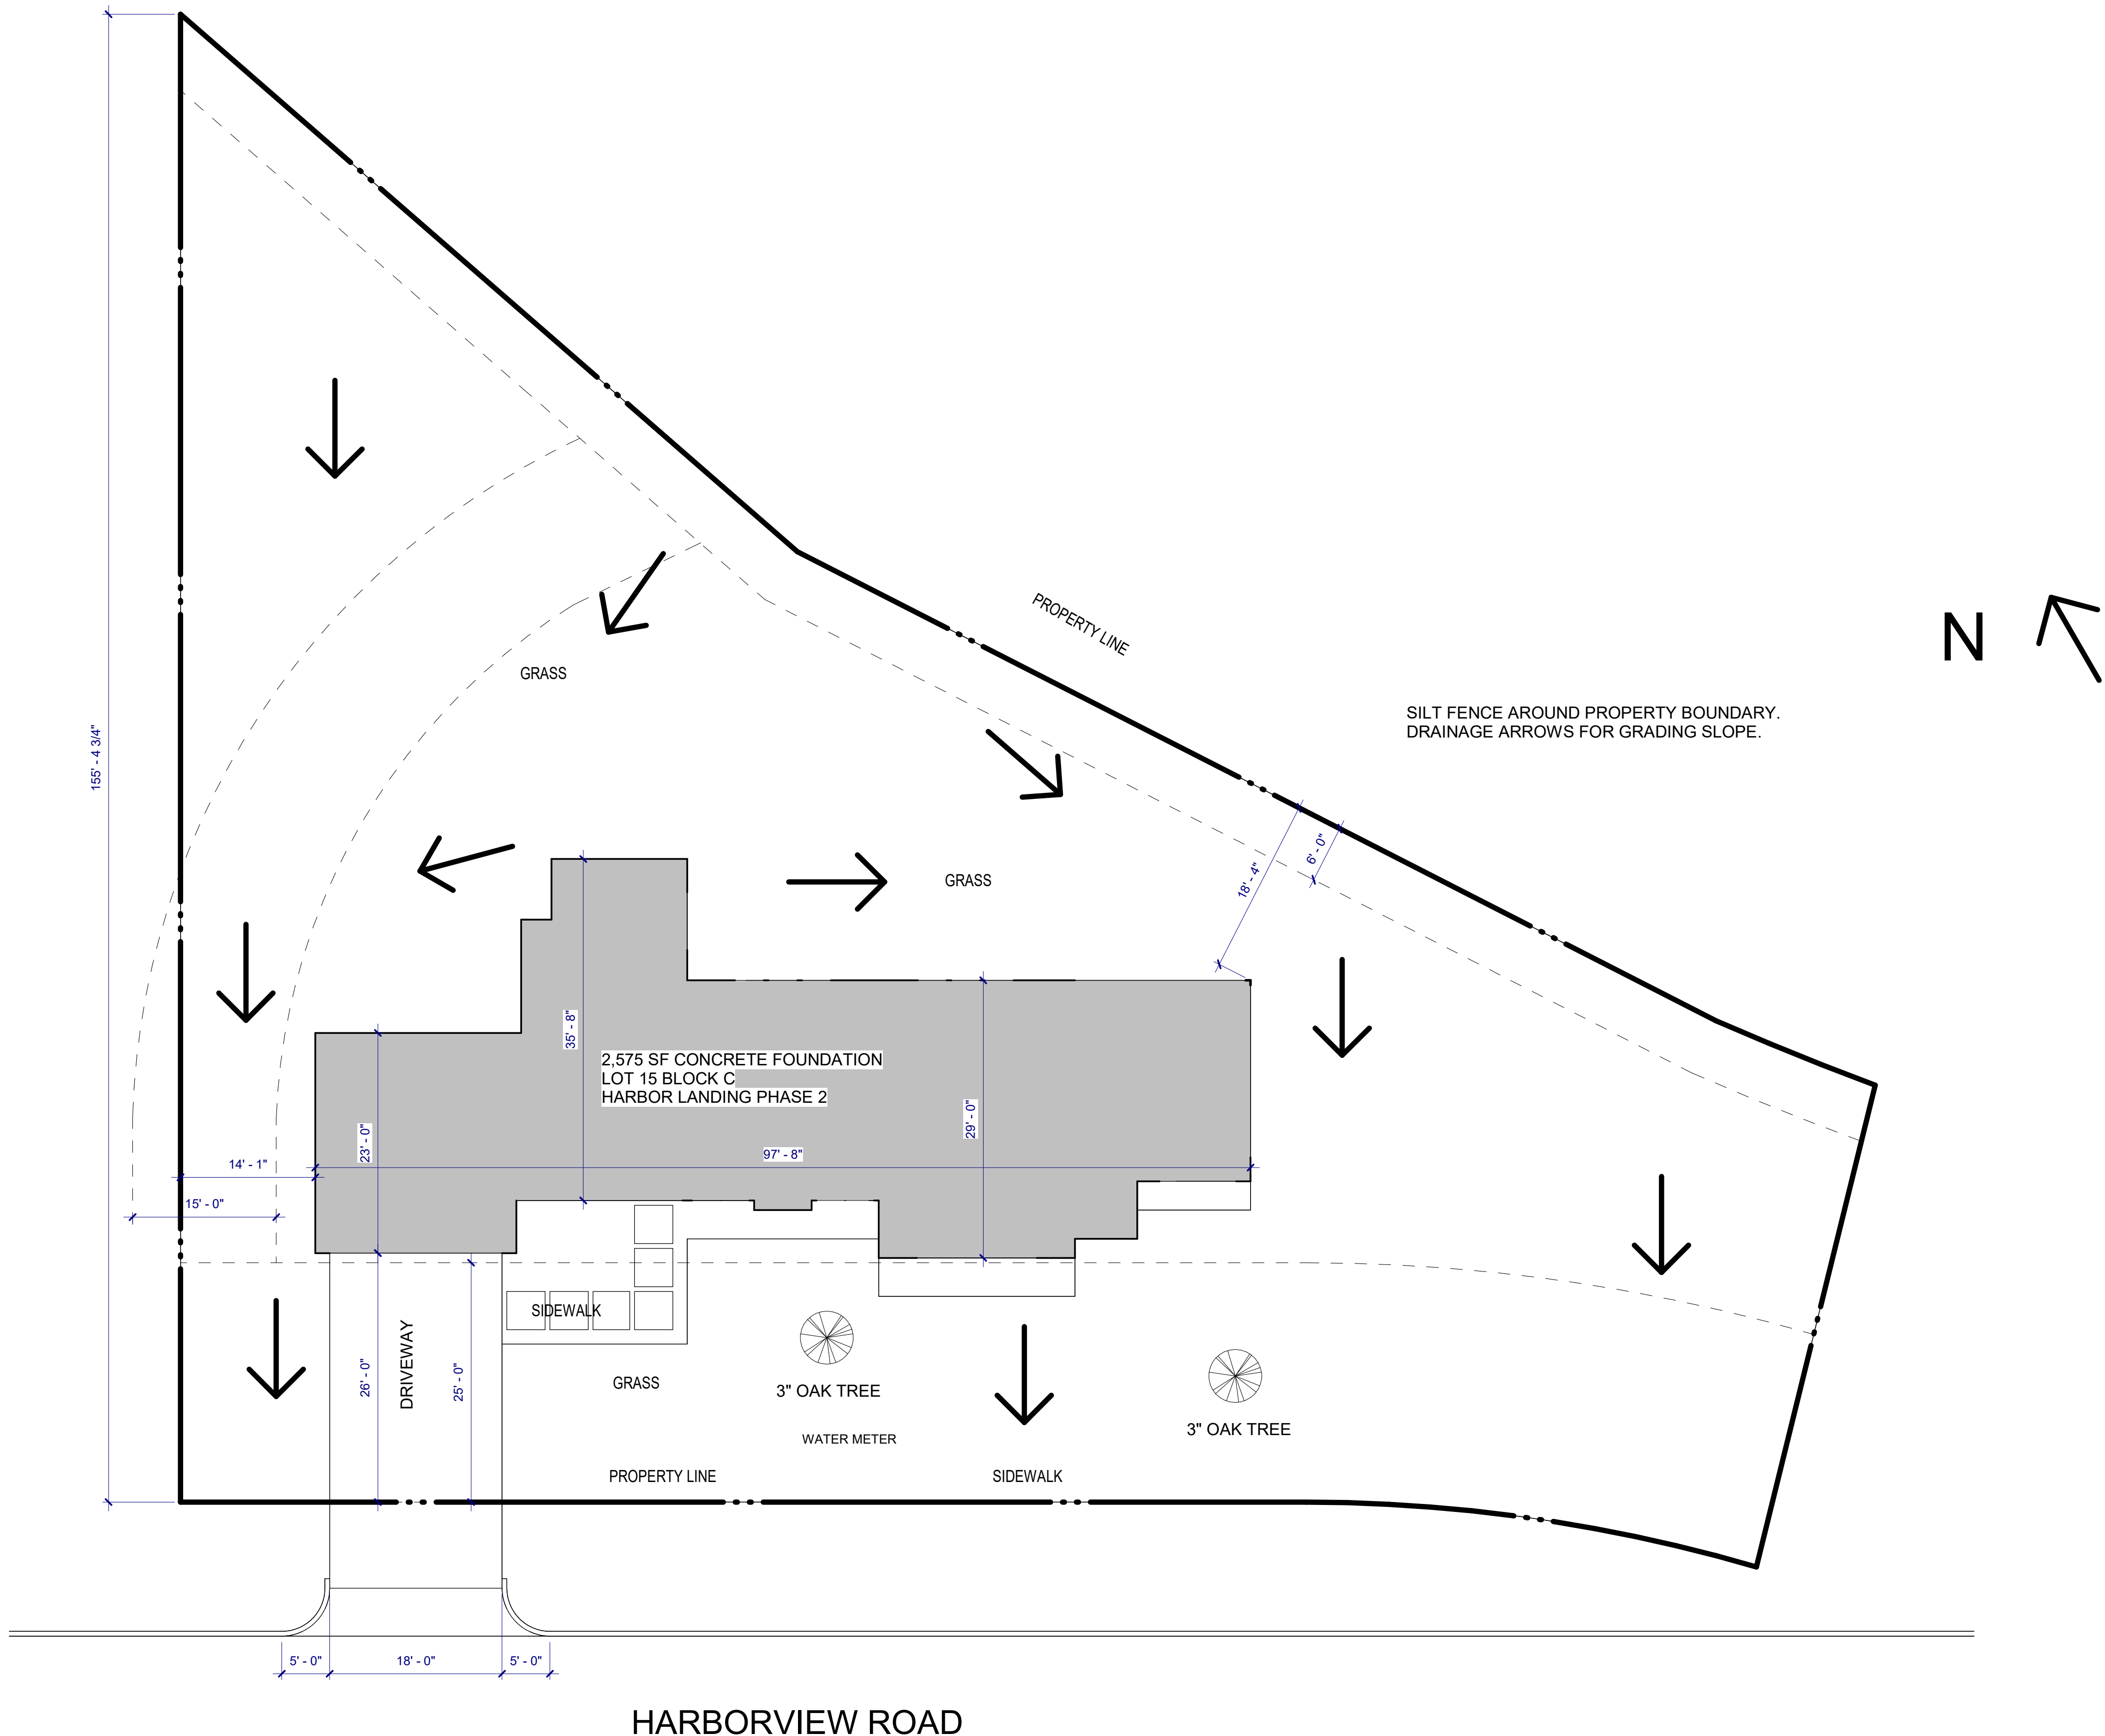 PROPERTY LINE
N
SILT FENCE AROUND PROPERTY BOUNDARY.
DRAINAGE ARROWS FOR GRADING SLOPE.
GRASS
155' - 4 3/4"
GRASS
18' - 4"
6' - 0"
35' - 8"
2,575 SF CONCRETE FOUNDATION
LOT 15 BLOCK C
HARBOR LANDING PHASE 2
29' - 0"
23' - 0"
97' - 8"
14' - 1"
15' - 0"
SIDEWALK
DRIVEWAY
26' - 0"
25' - 0"
GRASS
3" OAK TREE
3" OAK TREE
WATER METER
PROPERTY LINE
SIDEWALK
5' - 0"
18' - 0"
5' - 0"
HARBORVIEW ROAD